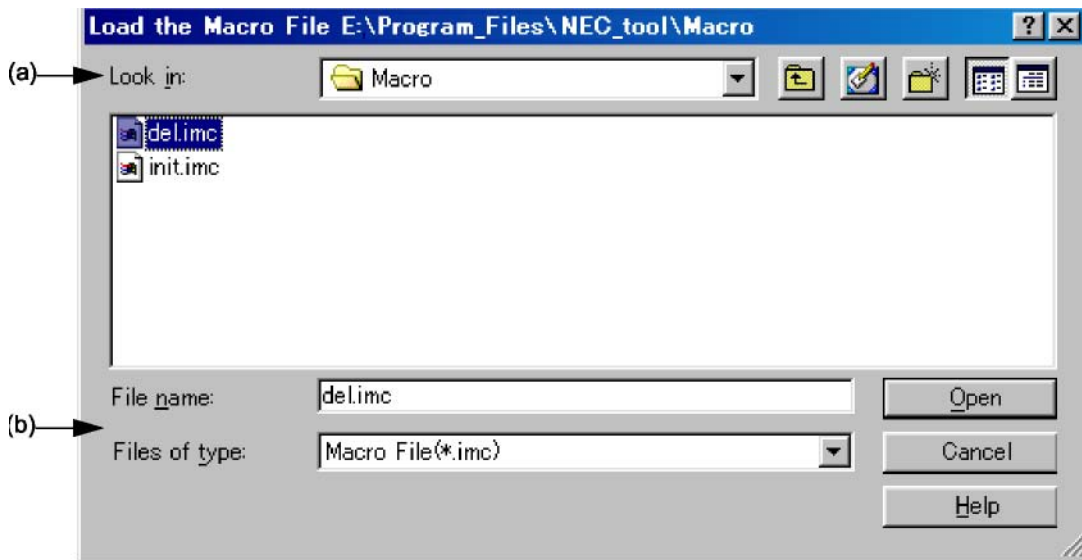 Load the Macro File E:\Program_Files\NEC_tool\Macro
(a) Look in: Macro
del.imc
init.imc
File name: del.imc Open
(b)
Files of type: Macro File(*.imc) Cancel
Help